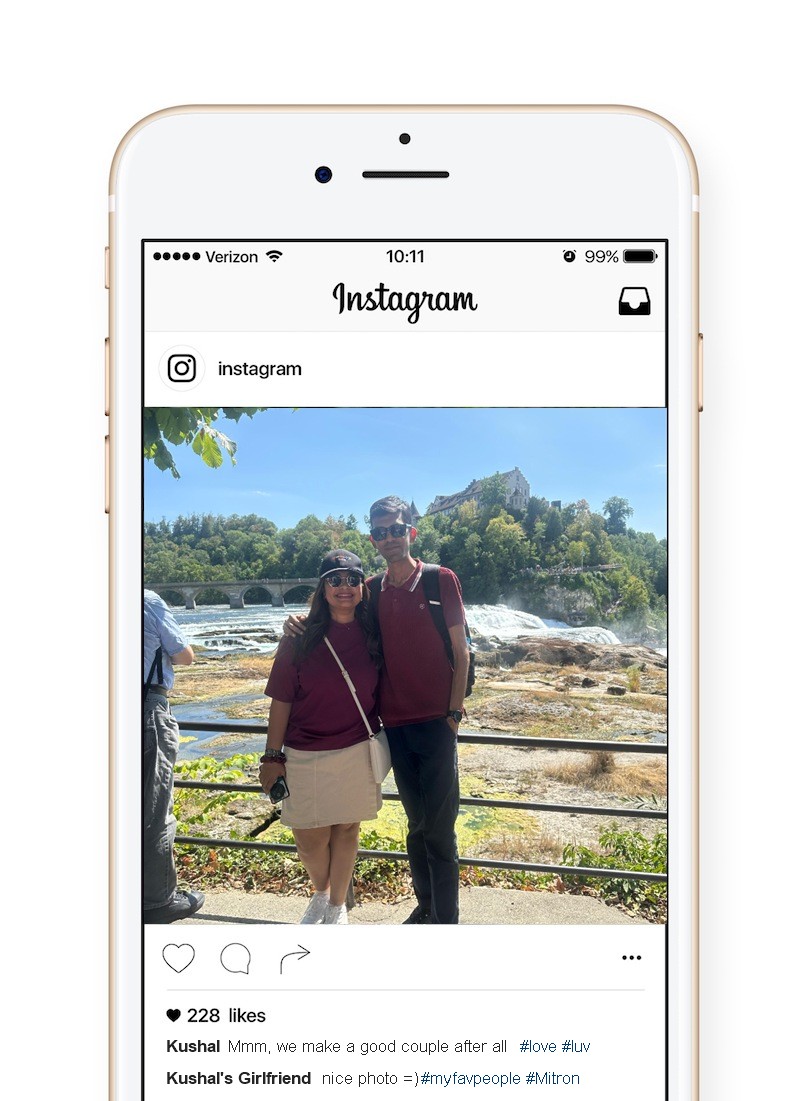 Verizon 10:11 99%
Instagram
instagram
228 likes
Kushal Mmm, we make a good couple after all #love #luv
Kushal's Girlfriend nice photo =)#myfavpeople #Mitron